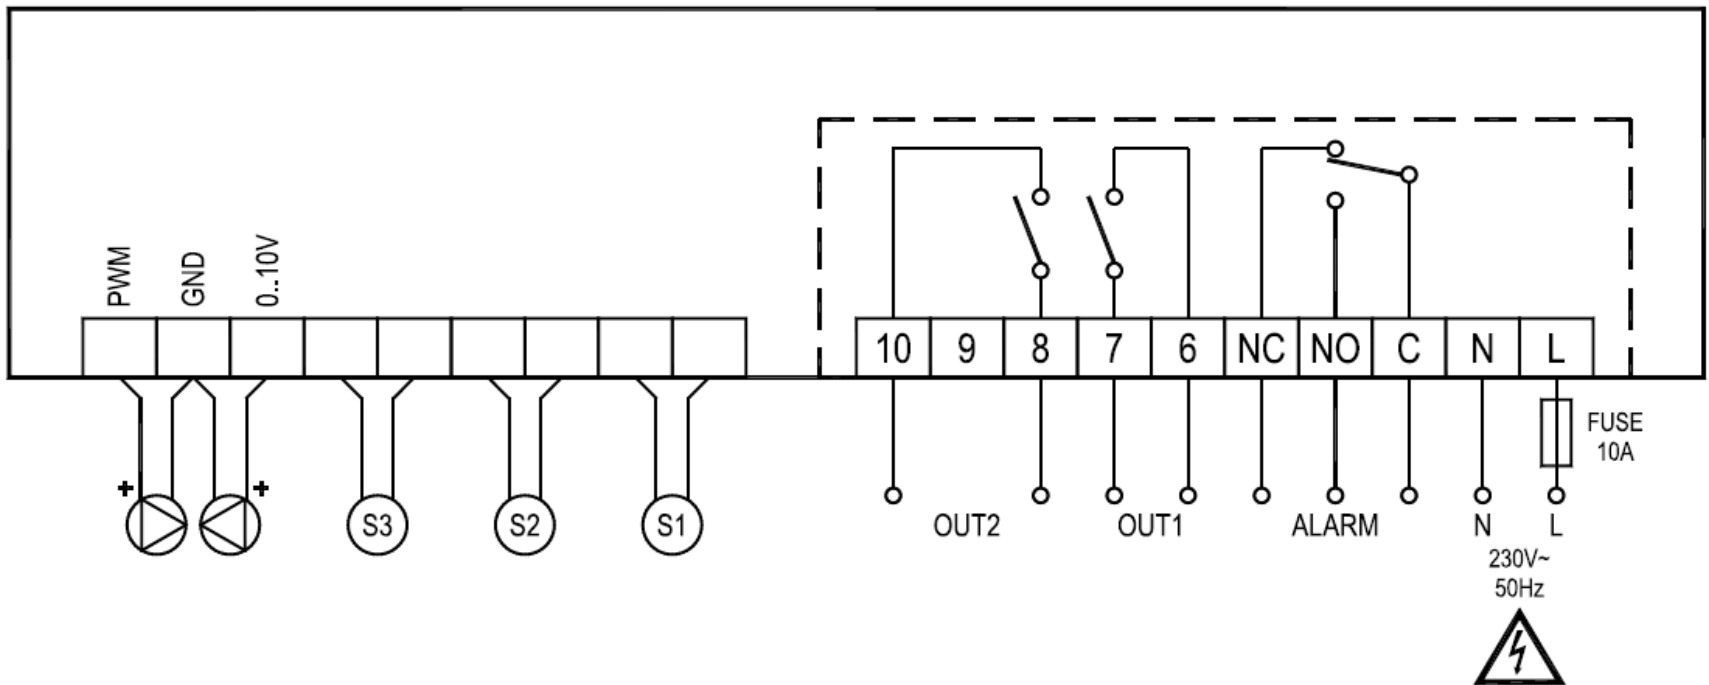 PWM
GND
0..10V
10 9 8 7 6 NC NO C N L
FUSE
10A
+ +
S3 S2 S1
OUT2 OUT1 ALARM N L
230V~
50Hz